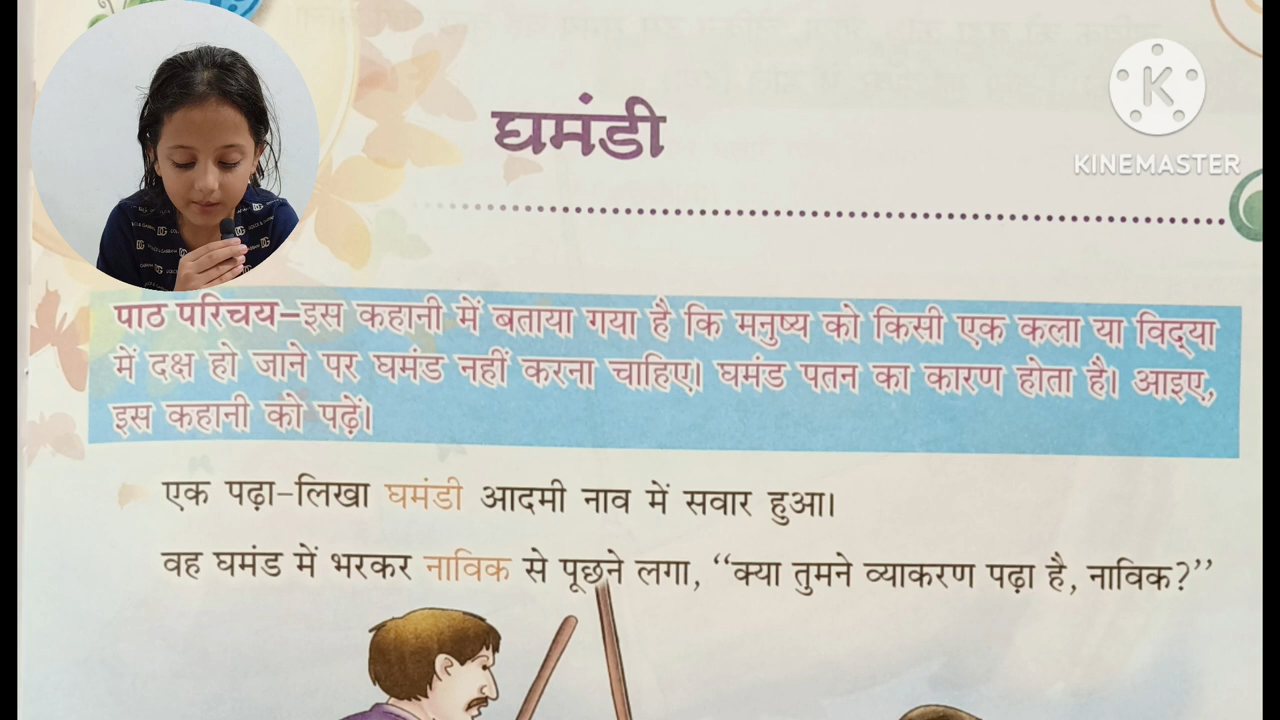 घमंडी
KINEMASTER
पाठ परिचय–इस कहानी में बताया गया है कि मनुष्य को किसी एक कला या विद्‌या
में दक्ष हो जाने पर घमंड नहीं करना चाहिए। घमंड पतन का कारण होता है। आइए,
इस कहानी को पढ़ें।
एक पढ़ा-लिखा घमंडी आदमी नाव में सवार हुआ।
वह घमंड में भरकर नाविक से पूछने लगा, “क्या तुमने व्याकरण पढ़ा है, नाविक?”